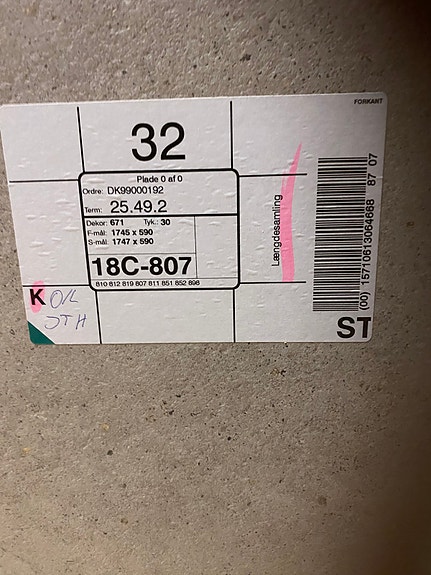 FORKANT
32
Plade 0 af 0
Ordre: DK99000192
Term: 25.49.2
Dekor: 671 Tyk.: 30
F-mål: 1745 x 590
S-mål: 1747 x 590
18C-807
810 812 819 807 811 851 852 898
Længdesamling
(00) 15710613064668 87 07
K
JTH
ST